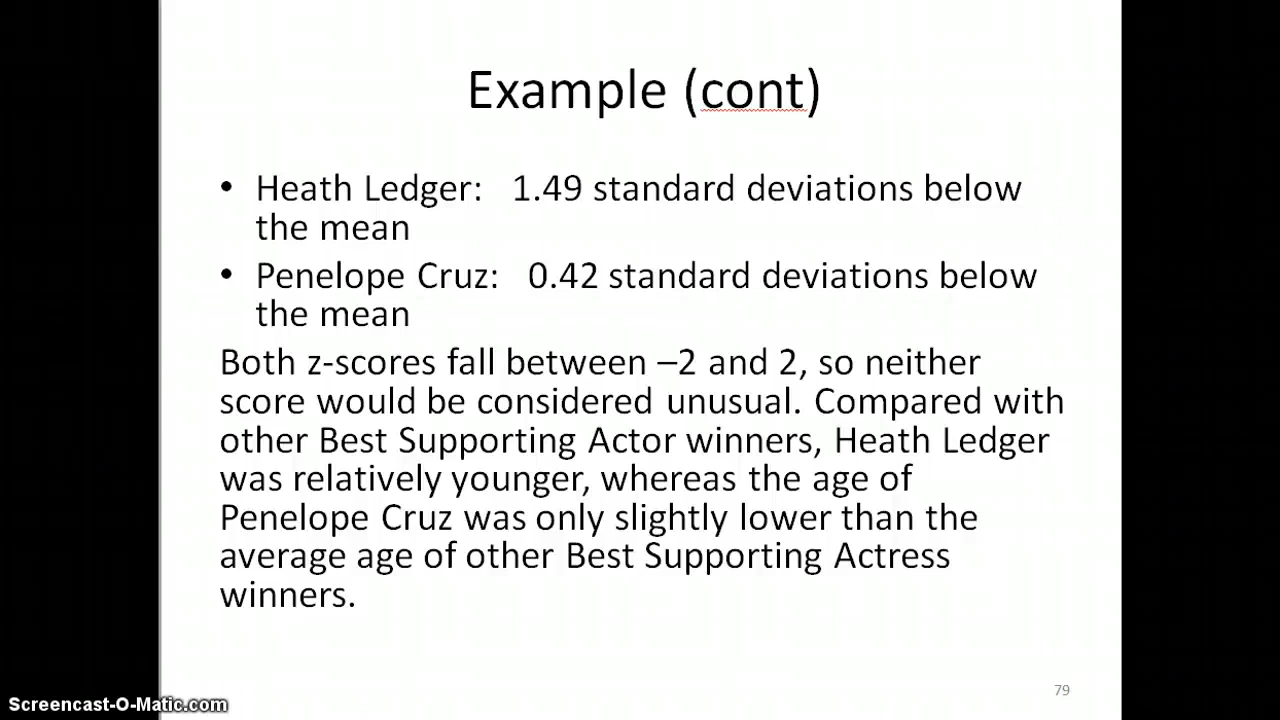 Example (cont)
• Heath Ledger: 1.49 standard deviations below
the mean
• Penelope Cruz: 0.42 standard deviations below
the mean
Both z-scores fall between –2 and 2, so neither
score would be considered unusual. Compared with
other Best Supporting Actor winners, Heath Ledger
was relatively younger, whereas the age of
Penelope Cruz was only slightly lower than the
average age of other Best Supporting Actress
winners.
79
Screencast-O-Matic.com